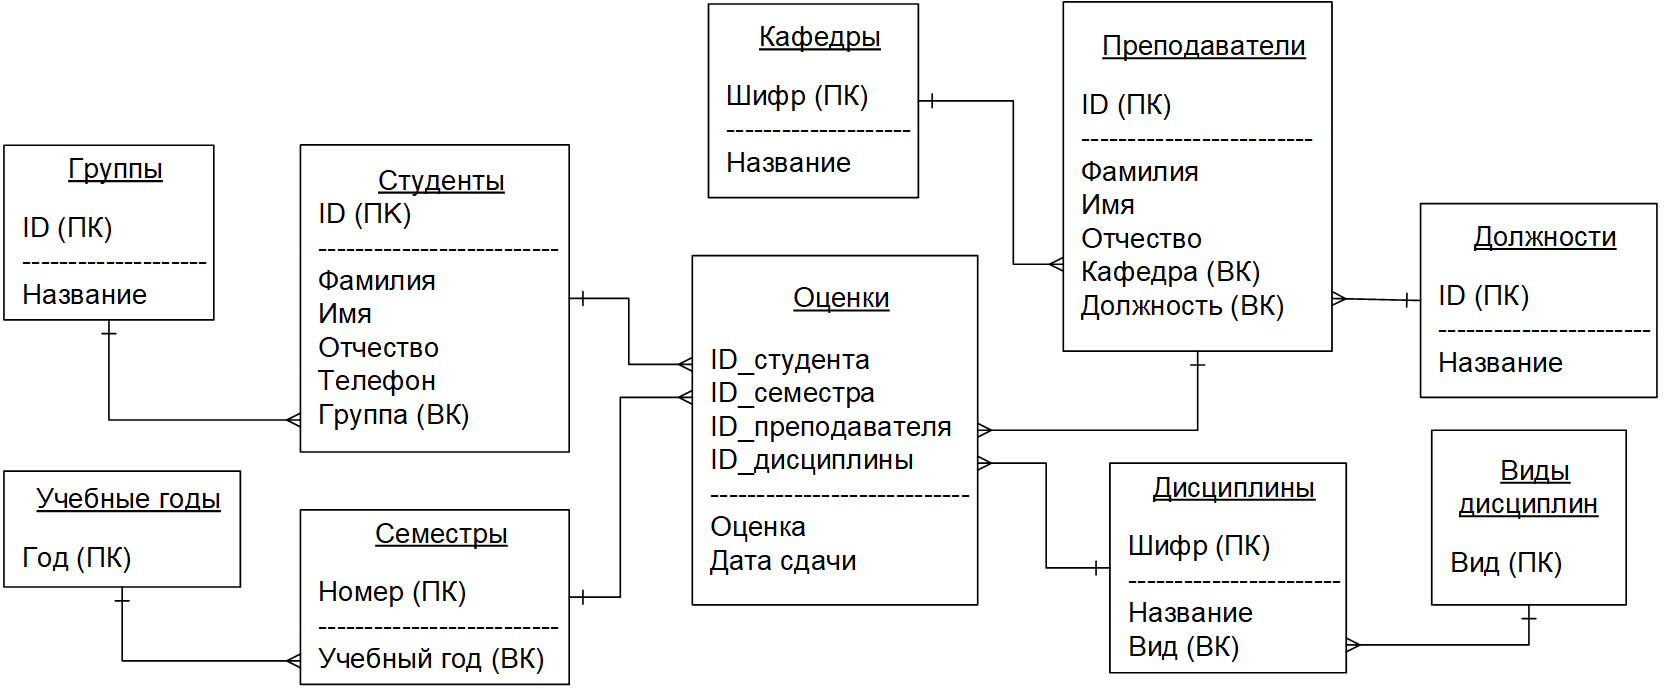 Группы
ID (ПК)
--------------------
Название
Студенты
ID (ПК)
--------------------------
Фамилия
Имя
Отчество
Телефон
Группа (ВК)
Учебные годы
Год (ПК)
Семестры
Номер (ПК)
--------------------------
Учебный год (ВК)
Кафедры
Шифр (ПК)
--------------------
Название
Оценки
ID_студента
ID_семестра
ID_преподавателя
ID_дисциплины
----------------------------
Оценка
Дата сдачи
Преподаватели
ID (ПК)
-------------------------
Фамилия
Имя
Отчество
Кафедра (ВК)
Должность (ВК)
Должности
ID (ПК)
-----------------------
Название
Дисциплины
Шифр (ПК)
-----------------------
Название
Вид (ВК)
Виды
дисциплин
Вид (ПК)